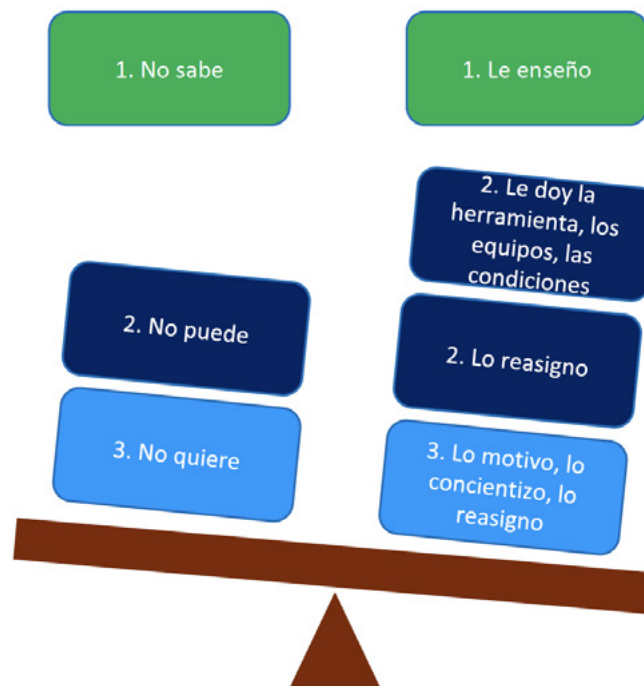 1. No sabe
1. Le enseño
2. Le doy la
herramienta, los
equipos, las
condiciones
2. No puede
2. Lo reasigno
3. No quiere
3. Lo motivo, lo
concientizo, lo
reasigno